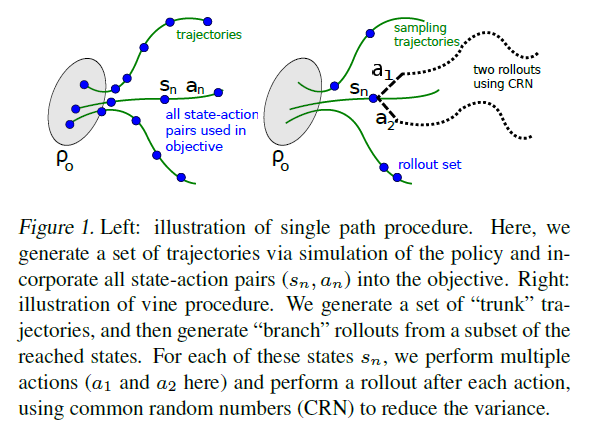 trajectories
sₙ aₙ
all state-action
pairs used in
objective
ρ₀
sampling
trajectories
a₁
two rollouts
using CRN
sₙ
a₂
rollout set
ρ₀
Figure 1. Left: illustration of single path procedure. Here, we
generate a set of trajectories via simulation of the policy and in-
corporate all state-action pairs (sₙ, aₙ) into the objective. Right:
illustration of vine procedure. We generate a set of “trunk” tra-
jectories, and then generate “branch” rollouts from a subset of the
reached states. For each of these states sₙ, we perform multiple
actions (a₁ and a₂ here) and perform a rollout after each action,
using common random numbers (CRN) to reduce the variance.